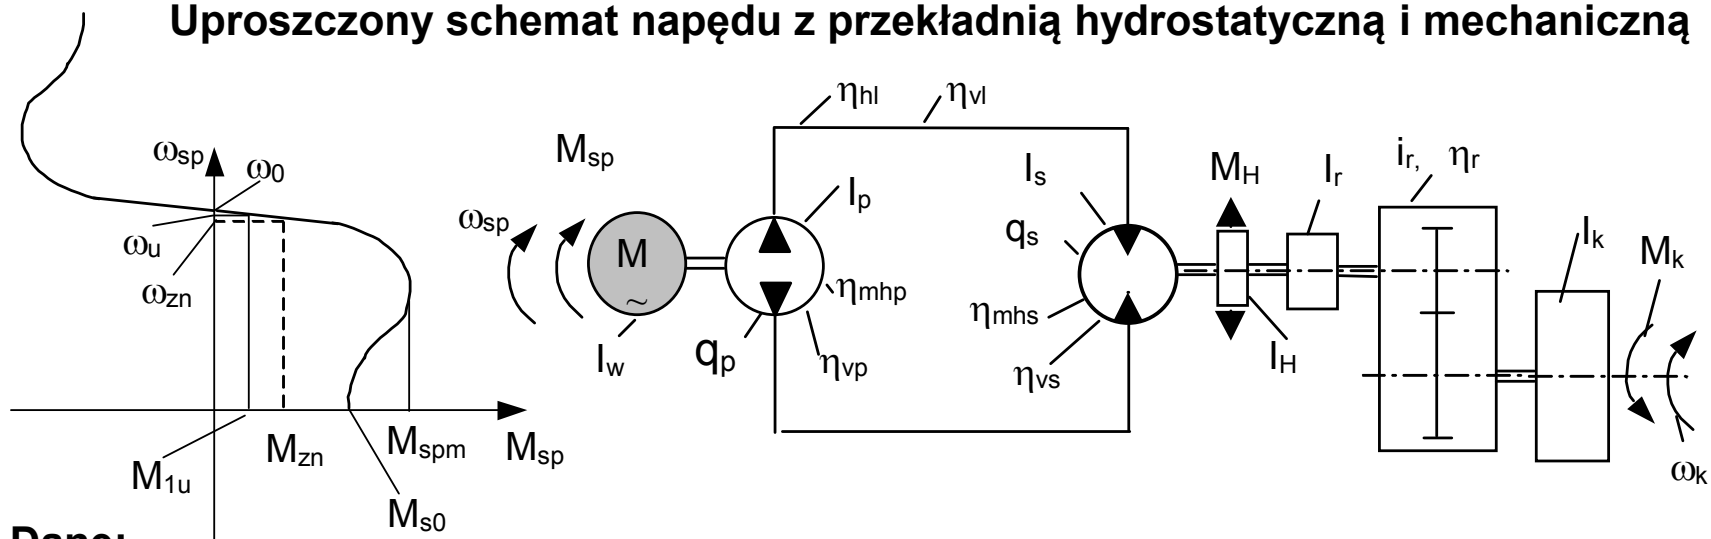 Uproszczony schemat napędu z przekładnią hydrostatyczną i mechaniczną
ηhl ηvl
ωsp ω0 Msp Is MH Ir ir, ηr
Ip
ωsp qs Ik Mk
ωu M
ωzn ~ ηmhp ηmhs
Iw qp ηvp ηvs IH
Mzn Mspm Msp
M1u ωk
Ms0
Dane: